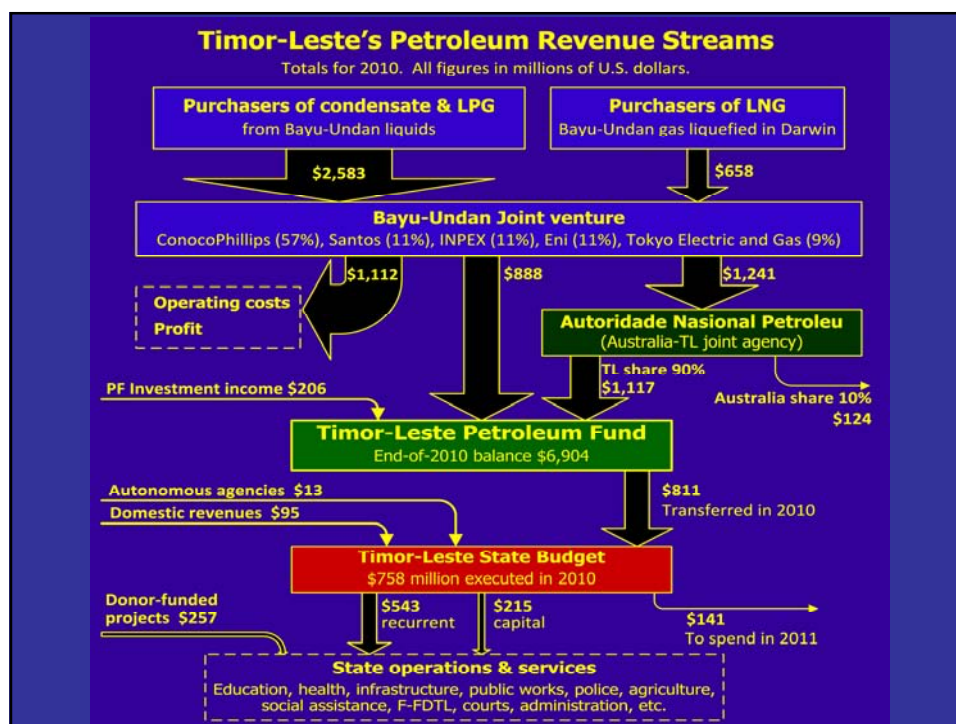 Timor-Leste's Petroleum Revenue Streams
Totals for 2010. All figures in millions of U.S. dollars.
Purchasers of condensate & LPG
from Bayu-Undan liquids
Purchasers of LNG
Bayu-Undan gas liquefied in Darwin
$2,583
$658
Bayu-Undan Joint venture
ConocoPhillips (57%), Santos (11%), INPEX (11%), Eni (11%), Tokyo Electric and Gas (9%)
$1,112
$888
$1,241
Operating costs
Profit
Autoridade Nasional Petroleu
(Australia-TL joint agency)
TL share 90%
$1,117
Australia share 10%
$124
PF Investment income $206
Timor-Leste Petroleum Fund
End-of-2010 balance $6,904
Autonomous agencies $13
Domestic revenues $95
$811
Transferred in 2010
Timor-Leste State Budget
$758 million executed in 2010
Donor-funded
projects $257
$543
recurrent
$215
capital
$141
To spend in 2011
State operations & services
Education, health, infrastructure, public works, police, agriculture,
social assistance, F-FDTL, courts, administration, etc.